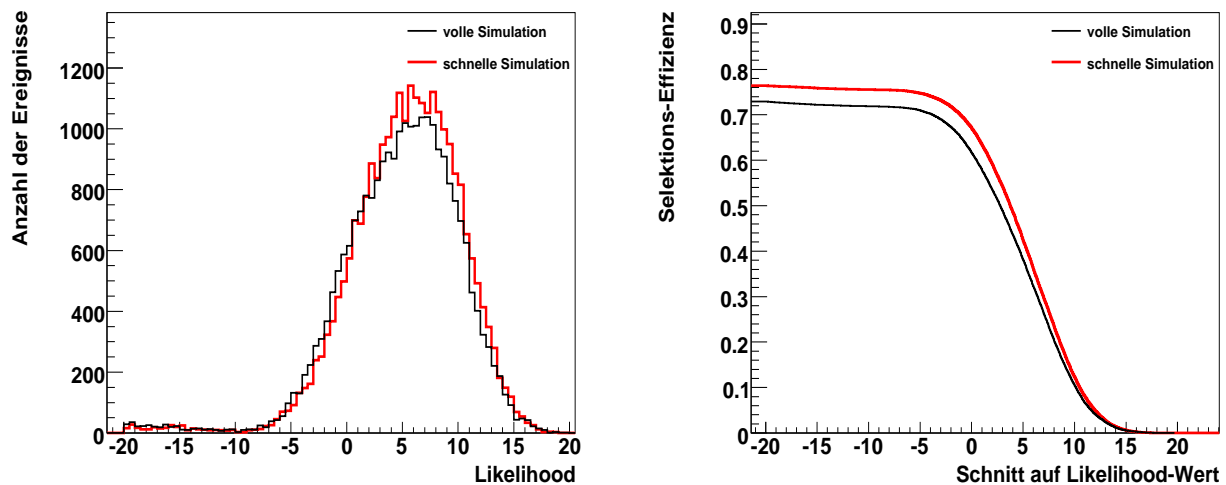 Anzahl der Ereignisse
volle Simulation
schnelle Simulation
1200
1000
800
600
400
200
0
-20 -15 -10 -5 0 5 10 15 20
Likelihood
Selektions-Effizienz
volle Simulation
schnelle Simulation
0.9
0.8
0.7
0.6
0.5
0.4
0.3
0.2
0.1
0
-20 -15 -10 -5 0 5 10 15 20
Schnitt auf Likelihood-Wert